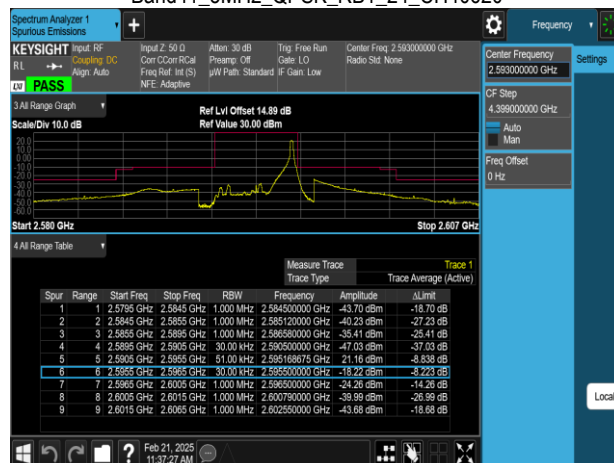 Band41_5MHz_QPSK_RB1_24_CH40620
Spectrum Analyzer 1
Spurious Emissions
Frequency
KEYSIGHT Input: RF
RL
Coupling: DC
Align: Auto
LXI PASS
Input Z: 50 Ω
Corr CCorr RCal
Freq Ref: Int (S)
NFE: Adaptive
Atten: 30 dB
Preamp: Off
µW Path: Standard
Trig: Free Run
Gate: LO
IF Gain: Low
Center Freq: 2.593000000 GHz
Radio Std: None
Center Frequency
2.593000000 GHz
Settings
CF Step
4.399000000 GHz
Auto
Man
Freq Offset
0 Hz
3 All Range Graph
Scale/Div 10.0 dB
Ref Lvl Offset 14.89 dB
Ref Value 30.00 dBm
20.0
10.0
0.00
-10.0
-20.0
-30.0
-40.0
-50.0
-60.0
Start 2.580 GHz
Stop 2.607 GHz
4 All Range Table
Measure Trace Trace 1
Trace Type Trace Average (Active)
Spur Range Start Freq Stop Freq RBW Frequency Amplitude ΔLimit
1 1 2.5795 GHz 2.5845 GHz 1.000 MHz 2.584500000 GHz -43.70 dBm -18.70 dB
2 2 2.5845 GHz 2.5855 GHz 1.000 MHz 2.585120000 GHz -40.23 dBm -27.23 dB
3 3 2.5855 GHz 2.5895 GHz 1.000 MHz 2.586580000 GHz -35.41 dBm -25.41 dB
4 4 2.5895 GHz 2.5905 GHz 30.00 kHz 2.590500000 GHz -47.03 dBm -37.03 dB
5 5 2.5905 GHz 2.5955 GHz 51.00 kHz 2.595168675 GHz 21.16 dBm -8.838 dB
6 6 2.5955 GHz 2.5965 GHz 30.00 kHz 2.595500000 GHz -18.22 dBm -8.223 dB
7 7 2.5965 GHz 2.6005 GHz 1.000 MHz 2.596500000 GHz -24.26 dBm -14.26 dB
8 8 2.6005 GHz 2.6015 GHz 1.000 MHz 2.600790000 GHz -39.99 dBm -26.99 dB
9 9 2.6015 GHz 2.6065 GHz 1.000 MHz 2.602550000 GHz -43.68 dBm -18.68 dB
Local
Feb 21, 2025
11:37:27 AM